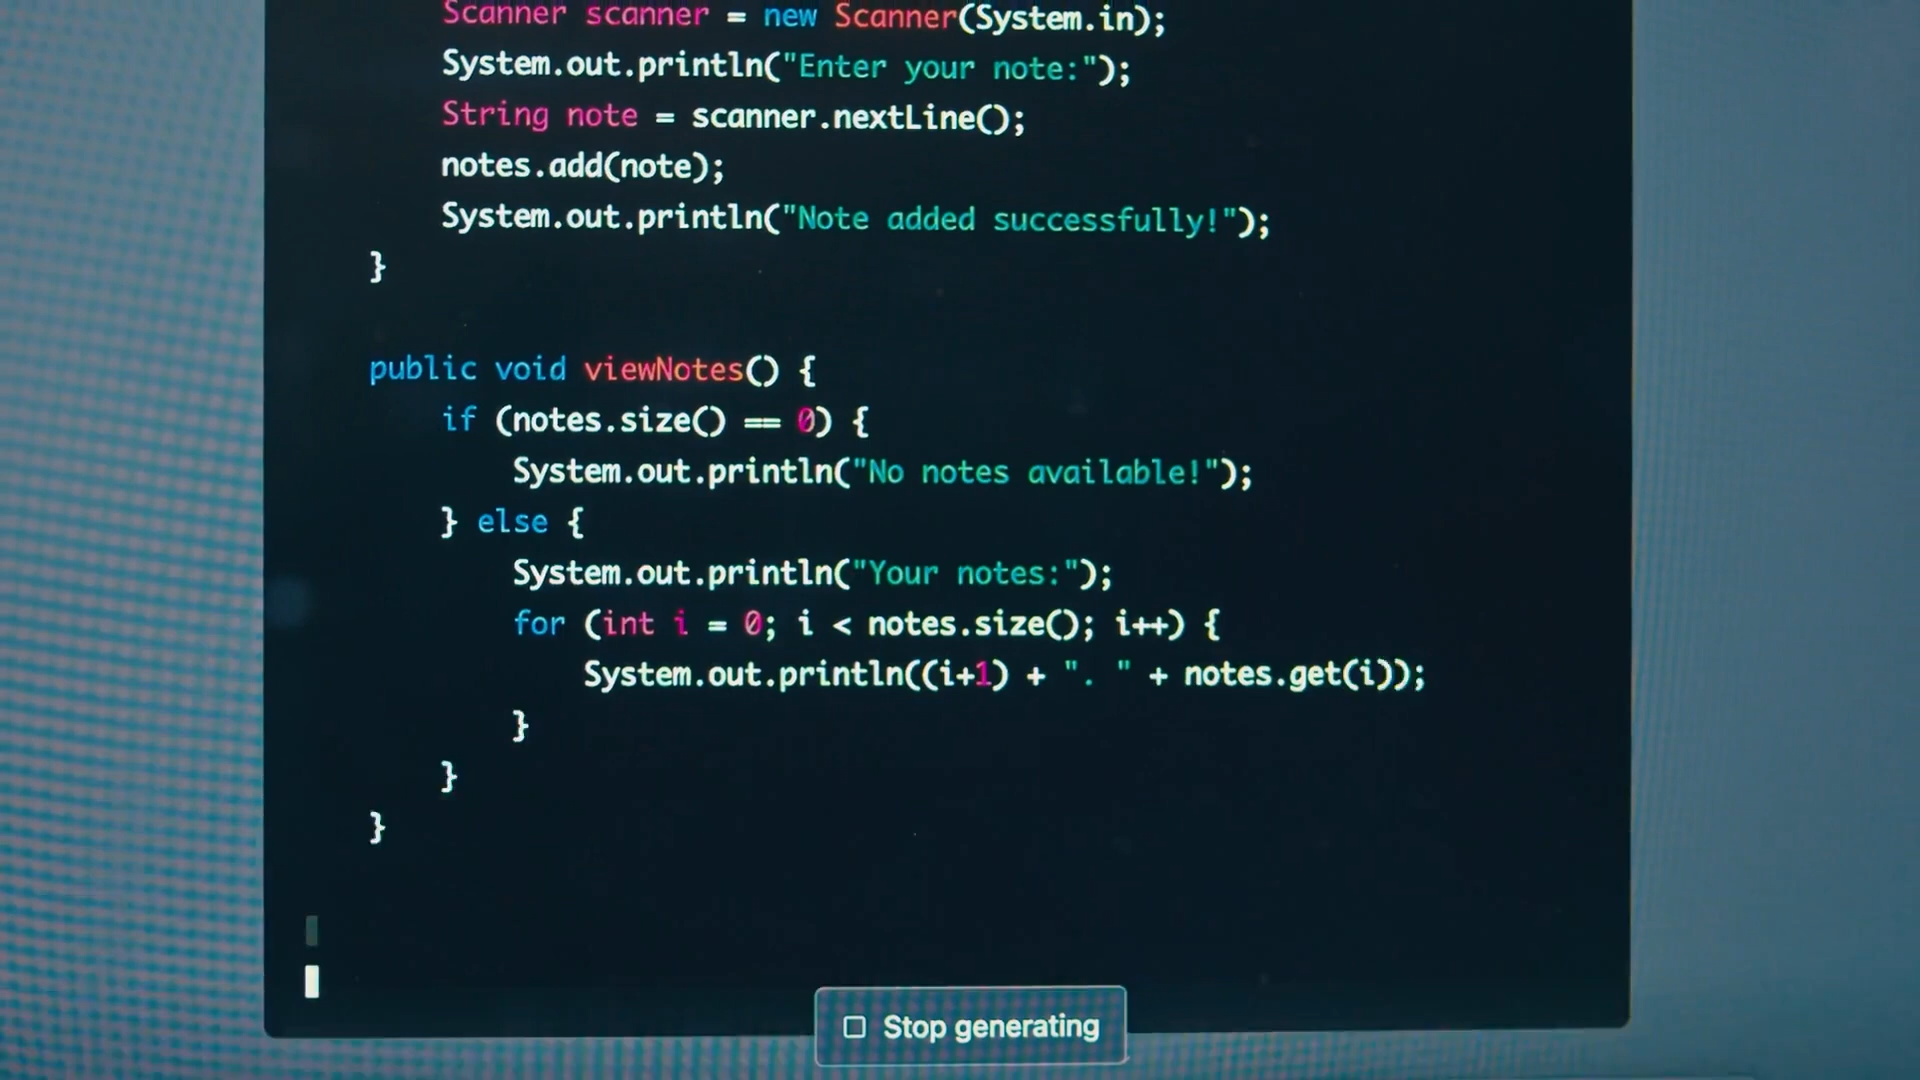 Scanner scanner = new Scanner(System.in);
System.out.println("Enter your note:");
String note = scanner.nextLine();
notes.add(note);
System.out.println("Note added successfully!");
}
public void viewNotes() {
if (notes.size() == 0) {
System.out.println("No notes available!");
} else {
System.out.println("Your notes:");
for (int i = 0; i < notes.size(); i++) {
System.out.println((i+1) + ". " + notes.get(i));
}
}
}
Stop generating